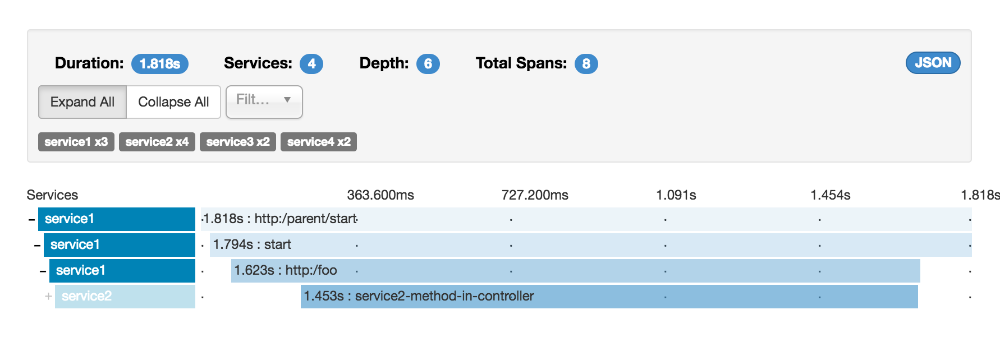 Duration: 1.818s Services: 4 Depth: 6 Total Spans: 8 JSON
Expand All Collapse All Filt...
service1 x3 service2 x4 service3 x2 service4 x2
Services 363.600ms 727.200ms 1.091s 1.454s 1.818s
- service1 1.818s : http:/parent/start
- service1 1.794s : start
- service1 1.623s : http:/foo
+ service2 1.453s : service2-method-in-controller